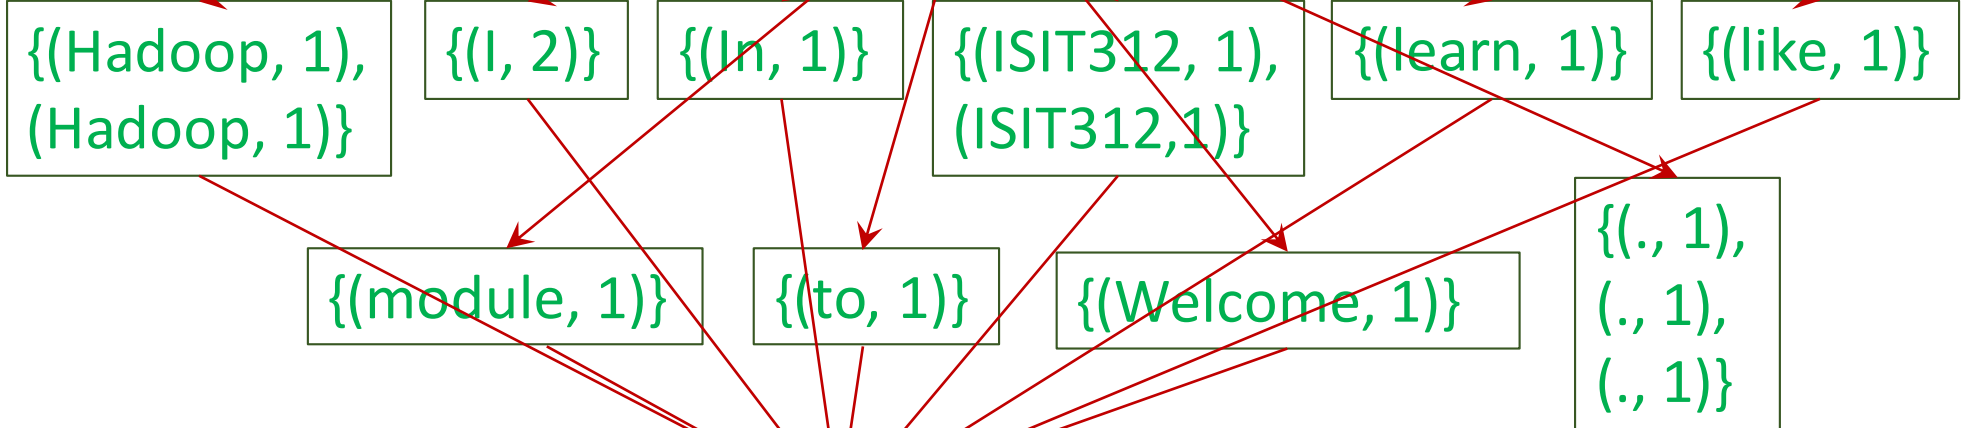 {(Hadoop, 1),
(Hadoop, 1)}
{(I, 2)}
{(In, 1)}
{(ISIT312, 1),
(ISIT312,1)}
{(learn, 1)}
{(like, 1)}
{(module, 1)}
{(to, 1)}
{(Welcome, 1)}
{(., 1),
(., 1),
(., 1)}